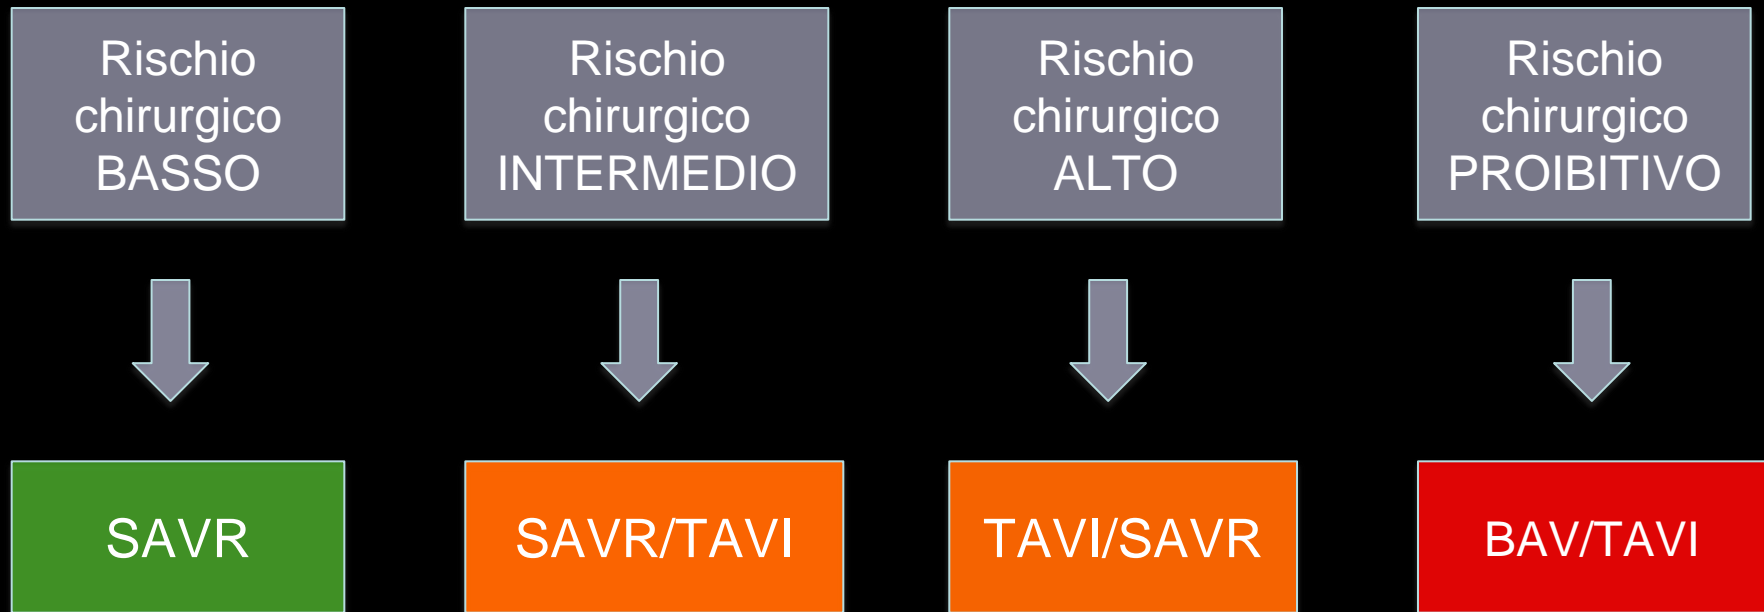 Rischio
chirurgico
BASSO
Rischio
chirurgico
INTERMEDIO
Rischio
chirurgico
ALTO
Rischio
chirurgico
PROIBITIVO
SAVR
SAVR/TAVI
TAVI/SAVR
BAV/TAVI